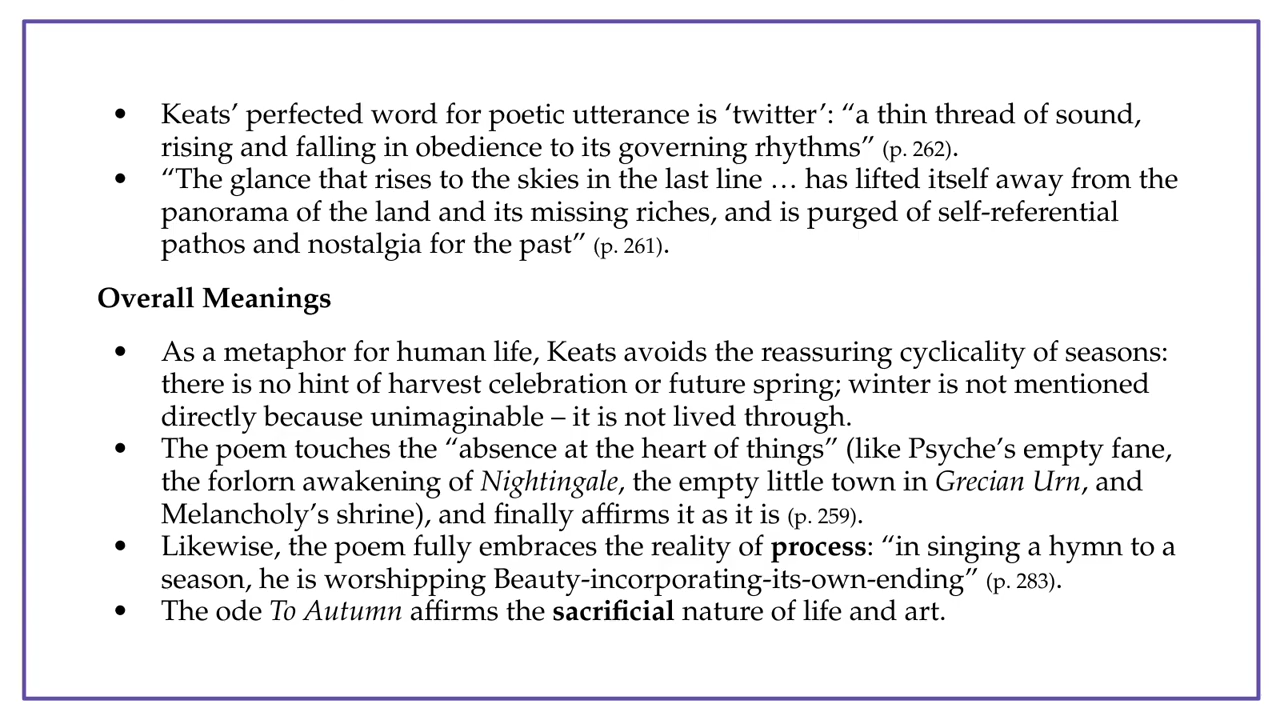 • Keats’ perfected word for poetic utterance is ‘twitter’: “a thin thread of sound,
rising and falling in obedience to its governing rhythms” (p. 262).
• “The glance that rises to the skies in the last line … has lifted itself away from the
panorama of the land and its missing riches, and is purged of self-referential
pathos and nostalgia for the past” (p. 261).
Overall Meanings
• As a metaphor for human life, Keats avoids the reassuring cyclicality of seasons:
there is no hint of harvest celebration or future spring; winter is not mentioned
directly because unimaginable – it is not lived through.
• The poem touches the “absence at the heart of things” (like Psyche’s empty fane,
the forlorn awakening of Nightingale, the empty little town in Grecian Urn, and
Melancholy’s shrine), and finally affirms it as it is (p. 259).
• Likewise, the poem fully embraces the reality of process: “in singing a hymn to a
season, he is worshipping Beauty-incorporating-its-own-ending” (p. 283).
• The ode To Autumn affirms the sacrificial nature of life and art.